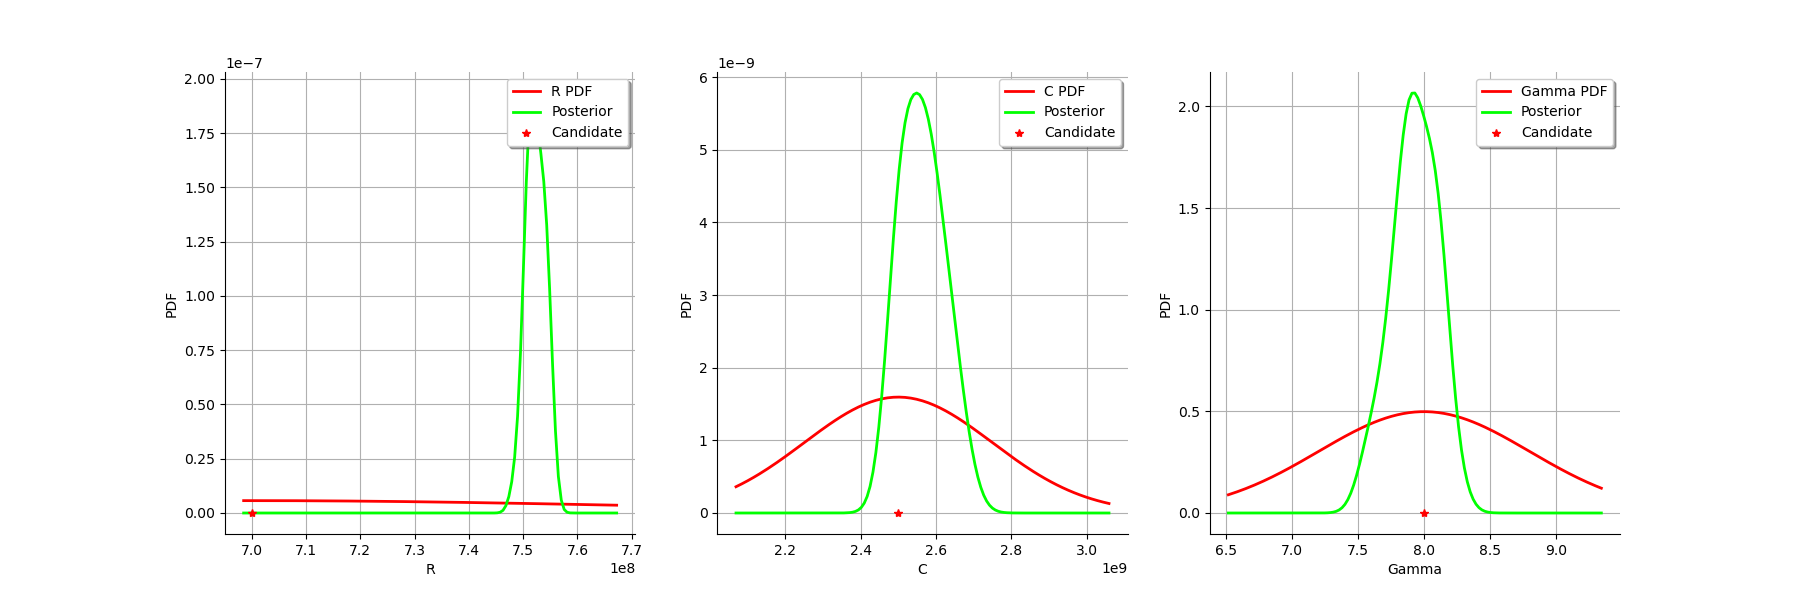 1e−7
2.00
1.75
1.50
1.25
1.00
0.75
0.50
0.25
0.00
PDF
7.0 7.1 7.2 7.3 7.4 7.5 7.6 7.7
1e8
R
R PDF
Posterior
Candidate
1e−9
6
5
4
3
2
1
0
PDF
2.2 2.4 2.6 2.8 3.0
1e9
C
C PDF
Posterior
Candidate
2.0
1.5
1.0
0.5
0.0
PDF
6.5 7.0 7.5 8.0 8.5 9.0
Gamma
Gamma PDF
Posterior
Candidate